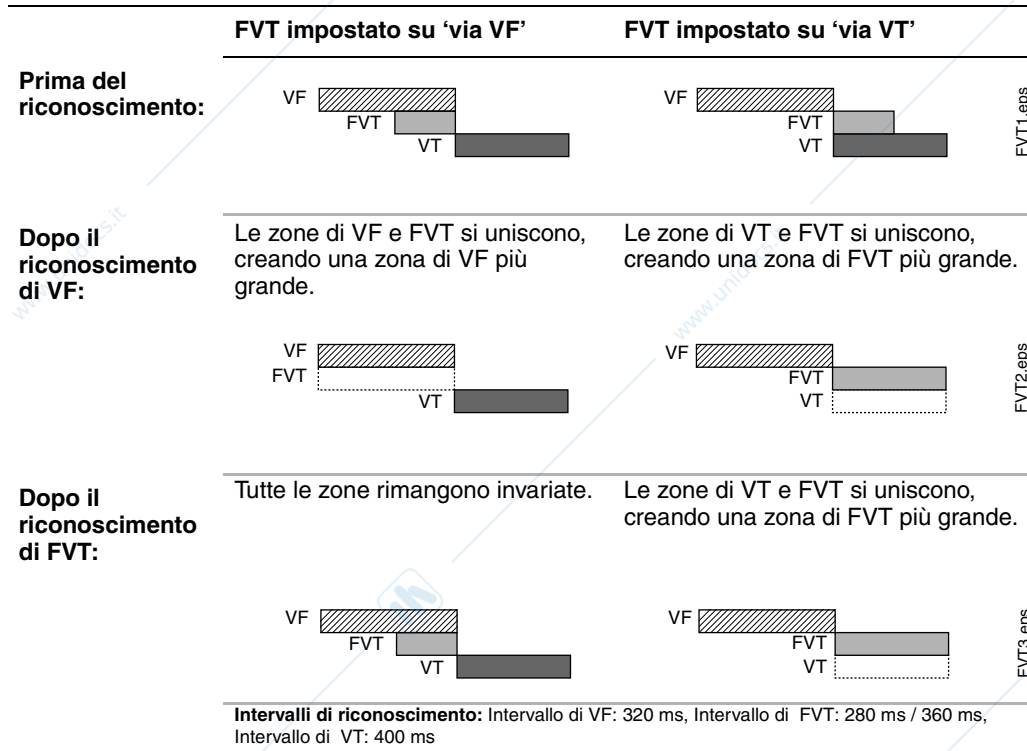 FVT impostato su ‘via VF’ FVT impostato su ‘via VT’
Prima del
riconoscimento:
VF
FVT
VT
VF
FVT
VT
FVT1.eps
Dopo il
riconoscimento
di VF:
Le zone di VF e FVT si uniscono,
creando una zona di VF più
grande.
VF
FVT
VT
Le zone di VT e FVT si uniscono,
creando una zona di FVT più grande.
VF
FVT
VT
FVT2.eps
Dopo il
riconoscimento
di FVT:
Tutte le zone rimangono invariate.
VF
FVT
VT
Le zone di VT e FVT si uniscono,
creando una zona di FVT più grande.
VF
FVT
VT
FVT3.eps
Intervalli di riconoscimento: Intervallo di VF: 320 ms, Intervallo di FVT: 280 ms / 360 ms,
Intervallo di VT: 400 ms